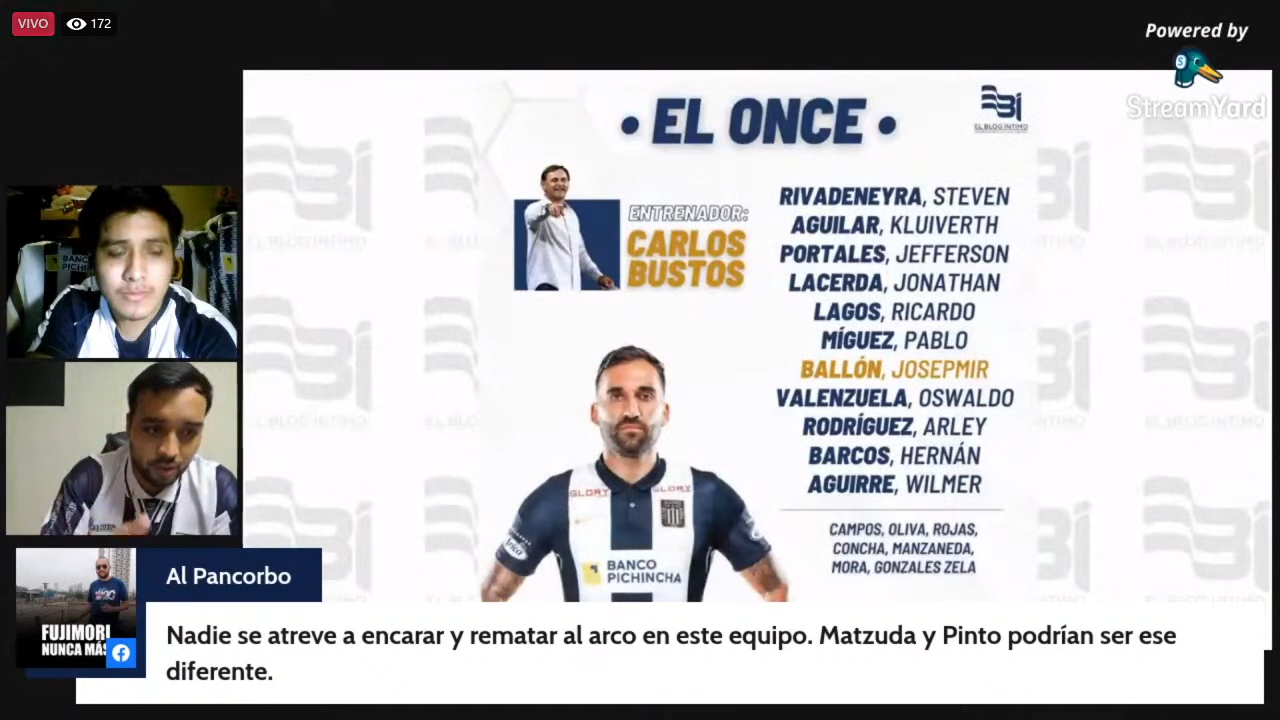 VIVO
172
Powered by
StreamYard
• EL ONCE •
EL BLOG INTIMO
ENTRENADOR:
CARLOS
BUSTOS
RIVADENEYRA, STEVEN
AGUILAR, KLUIVERTH
PORTALES, JEFFERSON
LACERDA, JONATHAN
LAGOS, RICARDO
MÍGUEZ, PABLO
BALLÓN, JOSEPMIR
VALENZUELA, OSWALDO
RODRÍGUEZ, ARLEY
BARCOS, HERNÁN
AGUIRRE, WILMER
CAMPOS, OLIVA, ROJAS,
CONCHA, MANZANEDA,
MORA, GONZALES ZELA
BANCO
PICHINCHA
Al Pancorbo
FUJIMORI
NUNCA MÁS
Nadie se atreve a encarar y rematar al arco en este equipo. Matzuda y Pinto podrían ser ese
diferente.